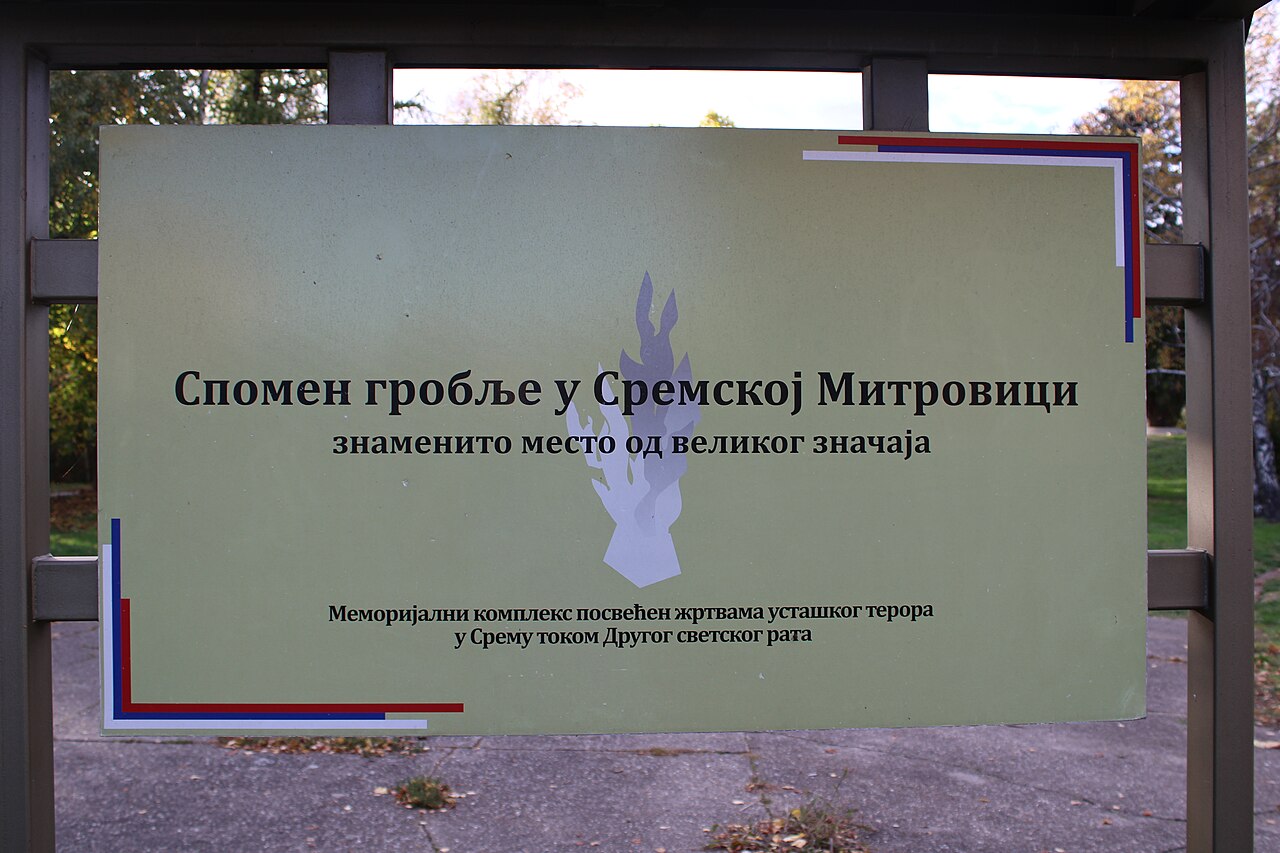 Спомен гробље у Сремској Митровици
знаменито место од великог значаја
Меморијални комплекс посвећен жртвама усташког терора
у Срему током Другог светског рата